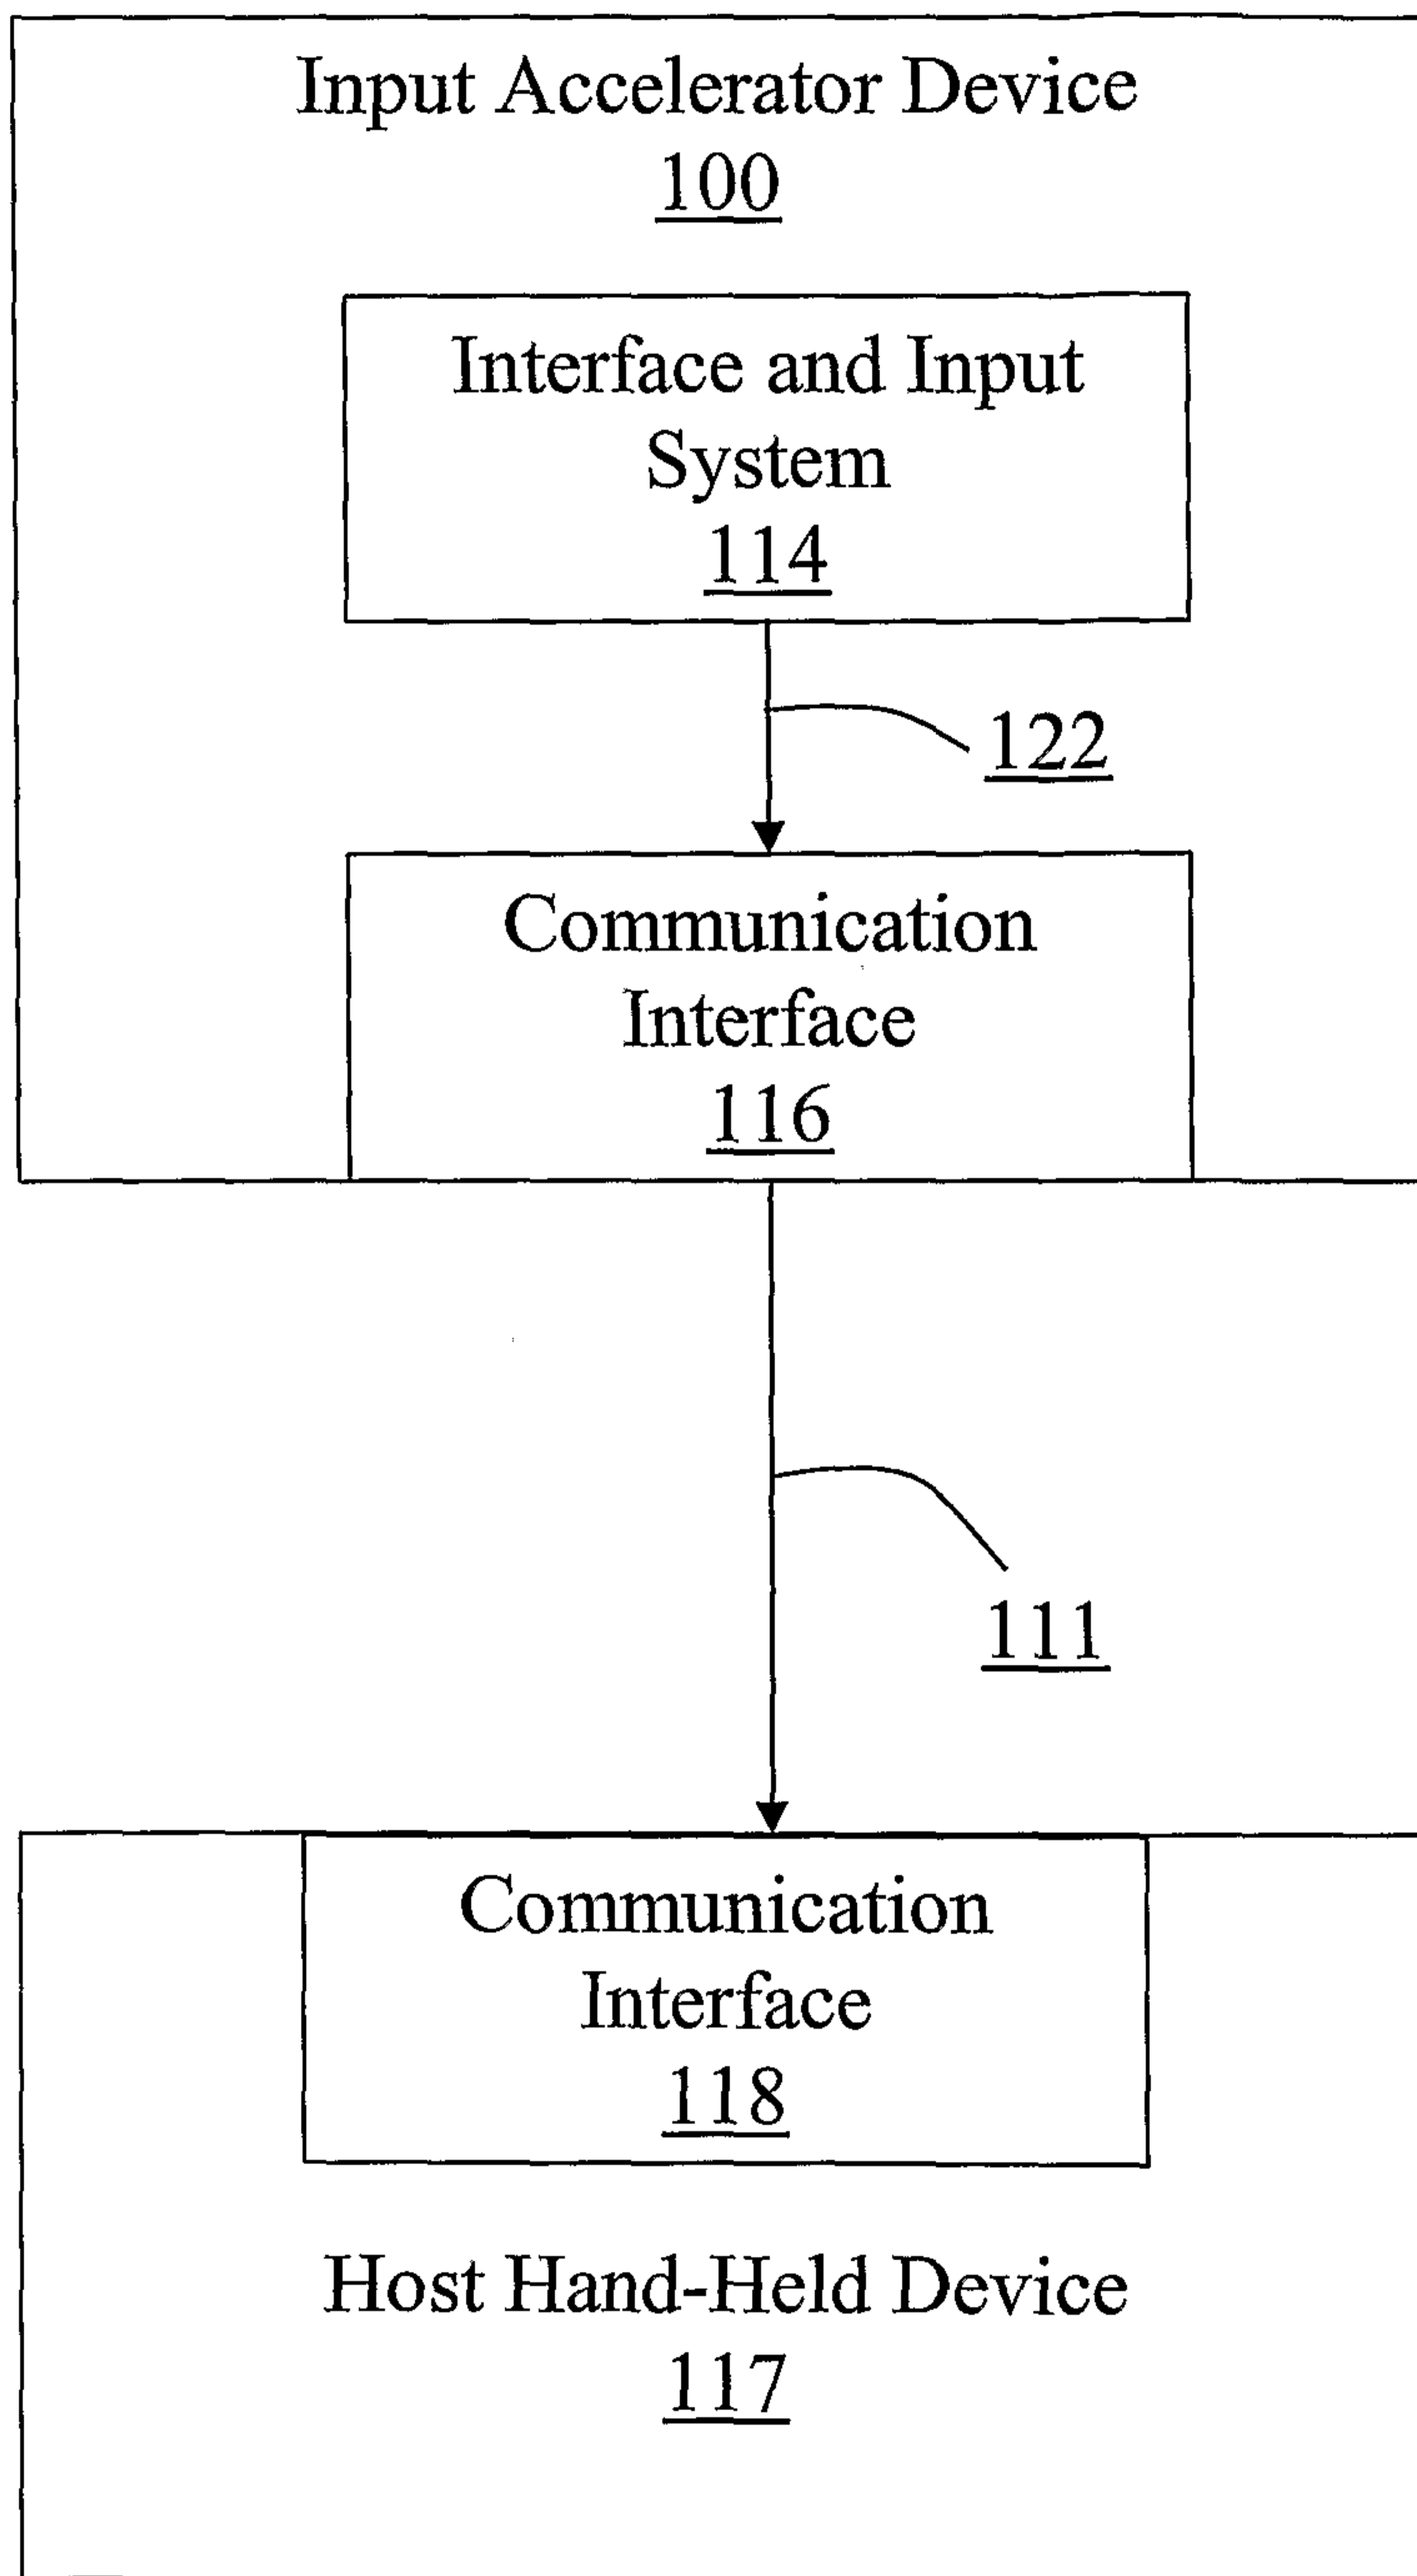 Input Accelerator Device
100
Interface and Input
System
114
122
Communication
Interface
116
111
Communication
Interface
118
Host Hand-Held Device
117